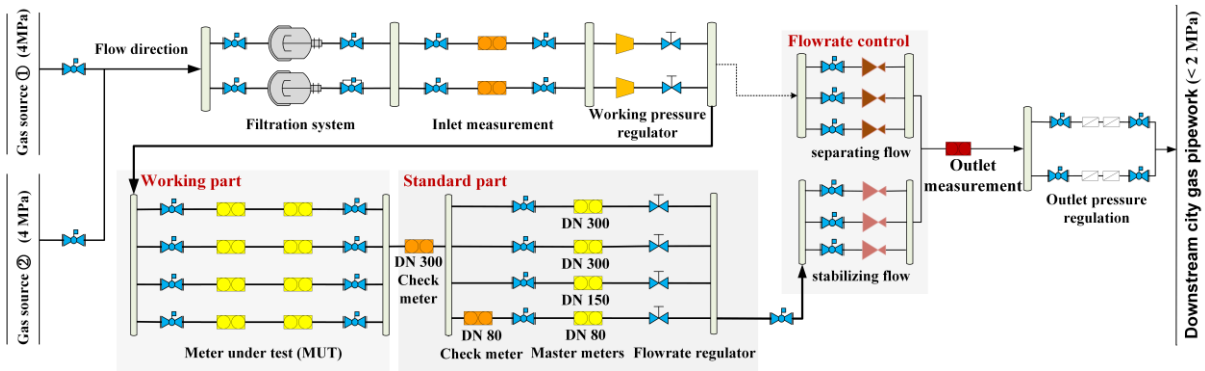 Gas source ① (4MPa)
Flow direction
Filtration system
Inlet measurement
Working pressure
regulator
Flowrate control
separating flow
stabilizing flow
Outlet
measurement
Outlet pressure
regulation
Downstream city gas pipework (< 2 MPa)
Gas source ② (4 MPa)
Working part
Meter under test (MUT)
Standard part
DN 300
Check
meter
DN 300
DN 300
DN 150
DN 80
Check meter
DN 80
Master meters
Flowrate regulator